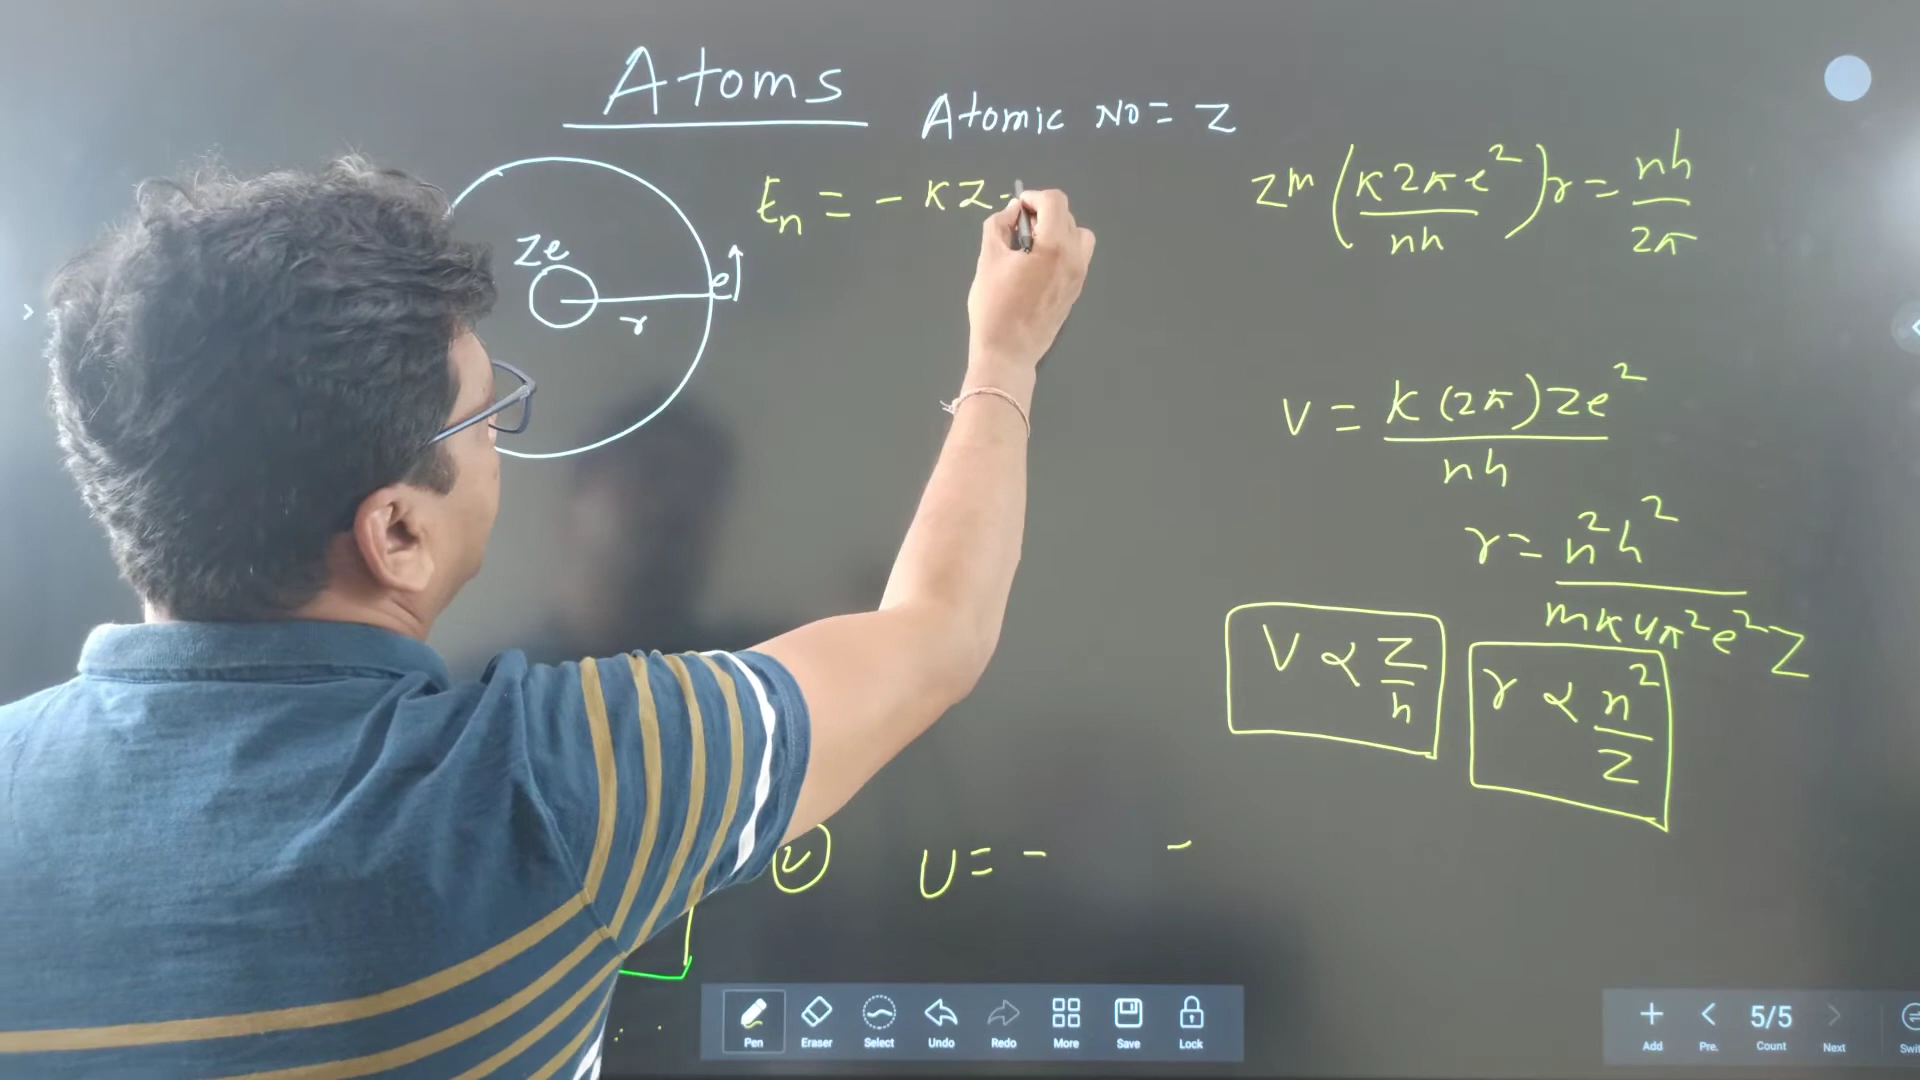 Atoms
Atomic No = Z
Ze
r
e
En = - KZ
Zm (K2πe²/nh) r = nh/2π
V = K(2π)Ze²/nh
r = n²h²/mK4π²e²Z
V ∝ Z/n
r ∝ n²/Z
U = - -
Pen
Eraser
Select
Undo
Redo
More
Save
Lock
Add
Pre.
5/5
Count
Next